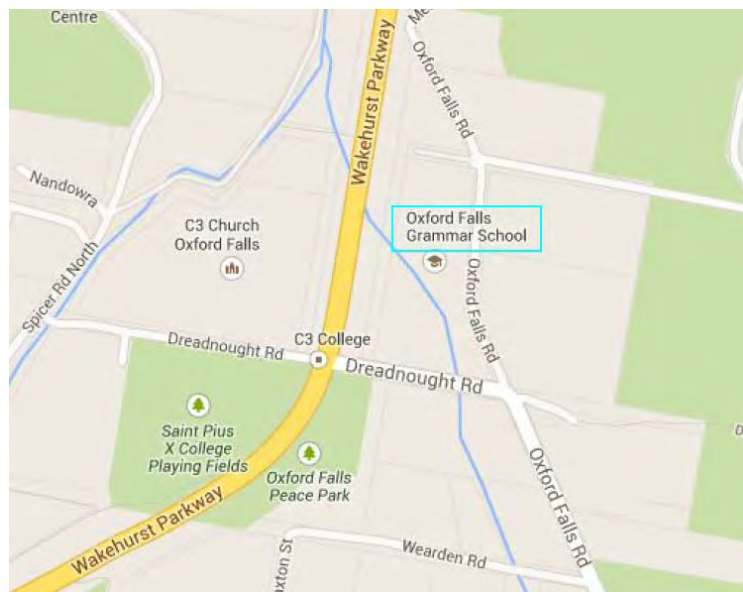 Centre
Wakehurst Parkway
Oxford Falls Rd
Nandowra
C3 Church
Oxford Falls
Oxford Falls
Grammar School
Spicer Rd North
Oxford Falls Rd
Dreadnought Rd
C3 College
Dreadnought Rd
Saint Pius
X College
Playing Fields
Oxford Falls
Peace Park
Oxford Falls Rd
Wakehurst Parkway
Wearden Rd